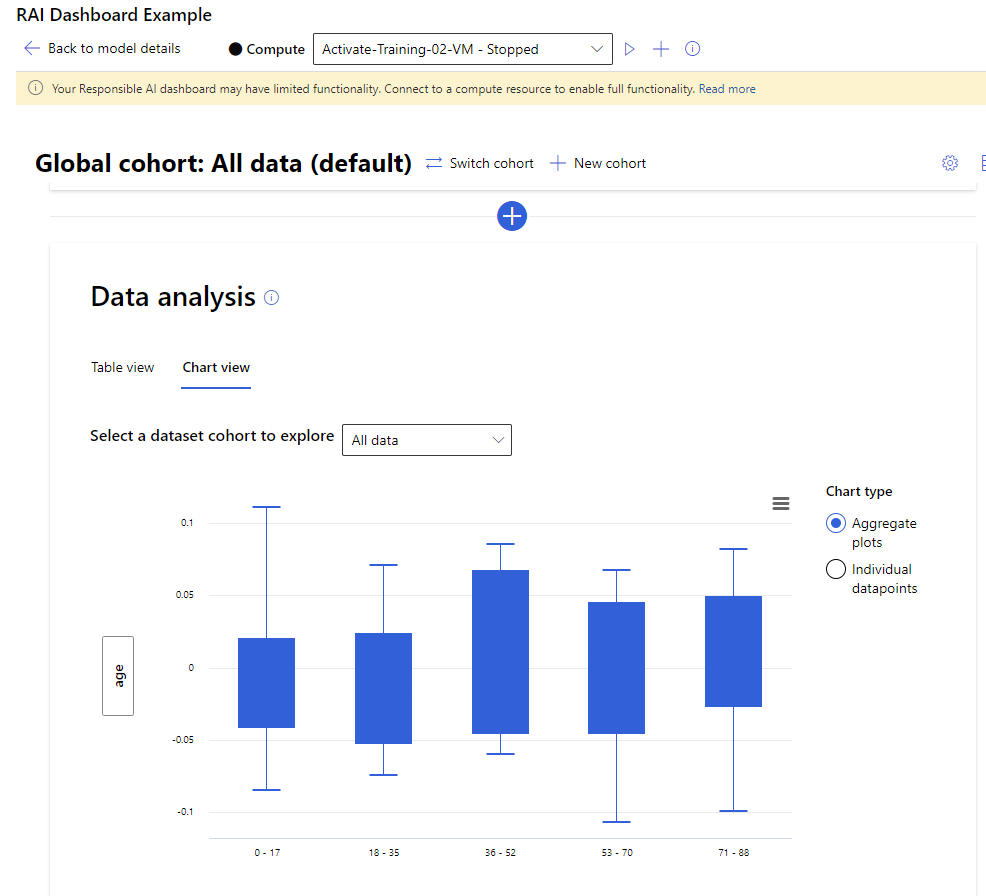 RAI Dashboard Example
Back to model details
Compute
Activate-Training-02-VM - Stopped
Your Responsible AI dashboard may have limited functionality. Connect to a compute resource to enable full functionality. Read more
Global cohort: All data (default)
Switch cohort
New cohort
Data analysis
Table view
Chart view
Select a dataset cohort to explore
All data
Chart type
Aggregate
plots
Individual
datapoints
0.1
0.05
0
-0.05
-0.1
age
0 - 17
18 - 35
36 - 52
53 - 70
71 - 88